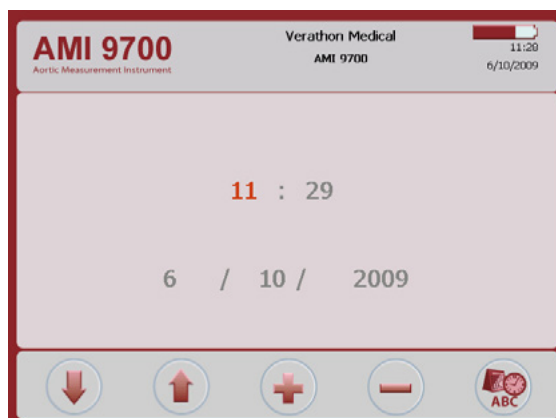 AMI 9700
Aortic Measurement Instrument
Verathon Medical
AMI 9700
11:28
6/10/2009
11 : 29
6 / 10 / 2009
ABC